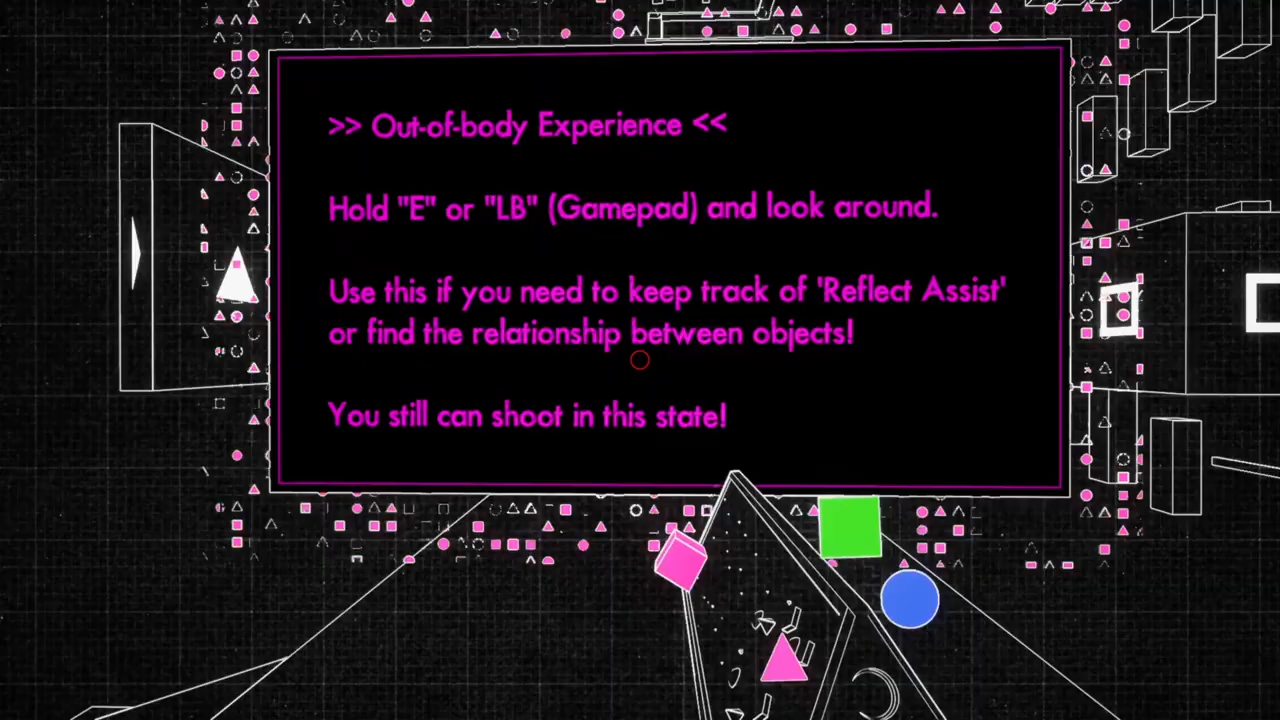 >> Out-of-body Experience <<
Hold "E" or "LB" (Gamepad) and look around.
Use this if you need to keep track of 'Reflect Assist'
or find the relationship between objects!
You still can shoot in this state!